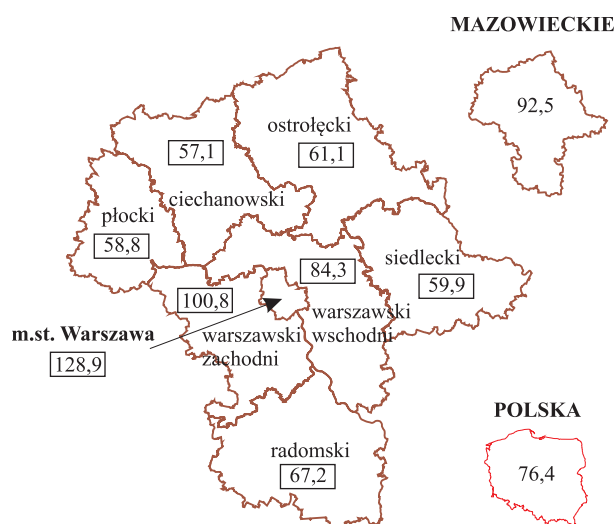 MAZOWIECKIE
92,5
ostrołęcki
61,1
57,1
ciechanowski
płocki
58,8
siedlecki
59,9
84,3
warszawski
wschodni
100,8
warszawski
zachodni
m.st. Warszawa
128,9
radomski
67,2
POLSKA
76,4